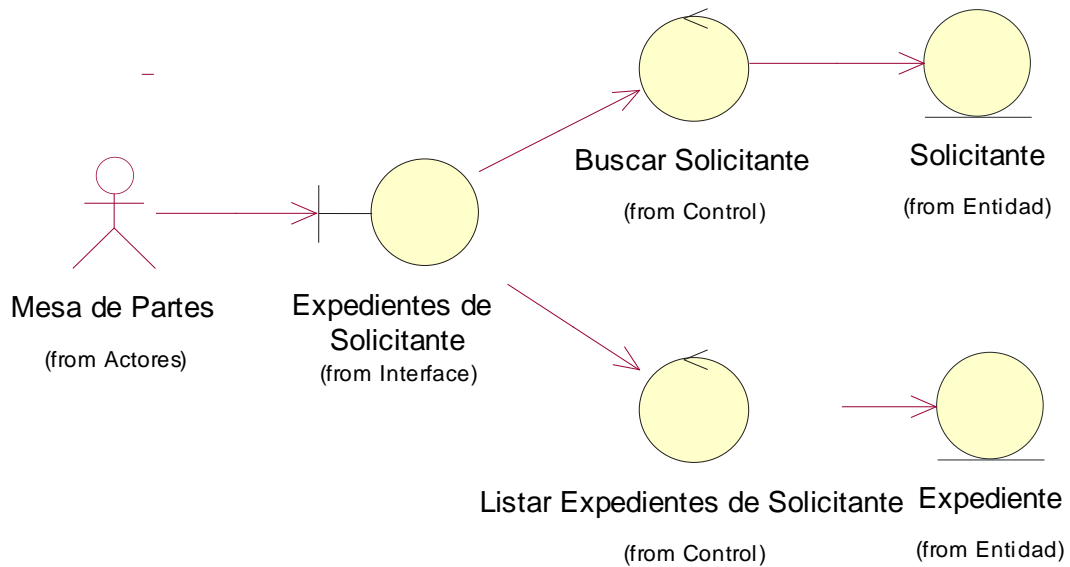 Buscar Solicitante
(from Control)
Solicitante
(from Entidad)
Mesa de Partes
(from Actores)
Expedientes de
Solicitante
(from Interface)
Listar Expedientes de Solicitante
(from Control)
Expediente
(from Entidad)